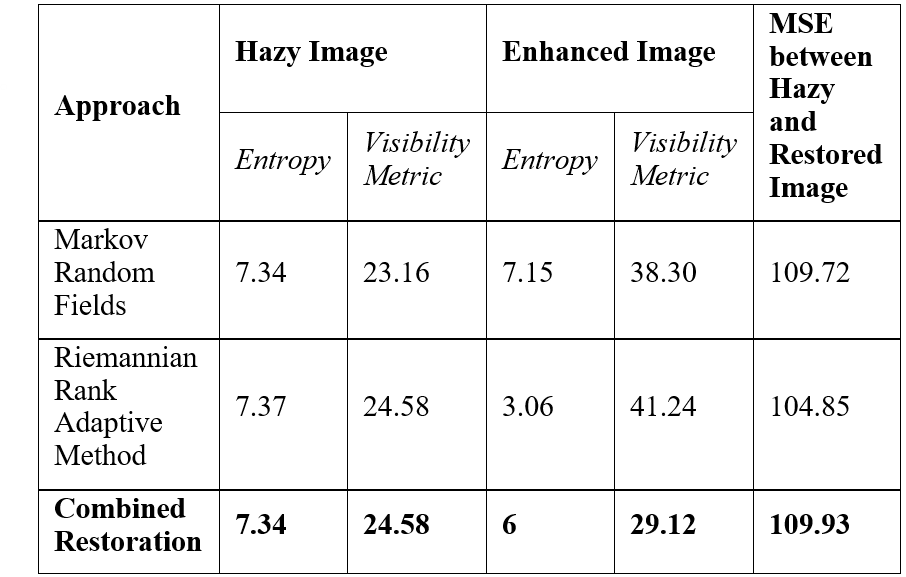 Approach
Hazy Image
Enhanced Image
MSE
between
Hazy
and
Restored
Image
Entropy
Visibility
Metric
Entropy
Visibility
Metric
Markov
Random
Fields
7.34
23.16
7.15
38.30
109.72
Riemannian
Rank
Adaptive
Method
7.37
24.58
3.06
41.24
104.85
Combined
Restoration
7.34
24.58
6
29.12
109.93